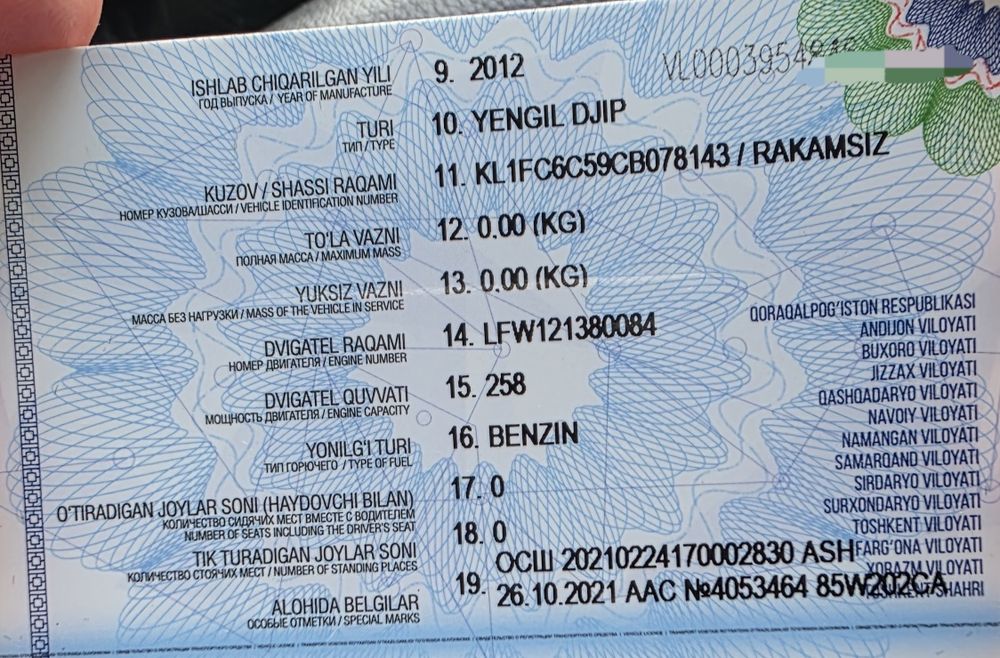 VL0003954
ISHLAB CHIQARILGAN YILI 9. 2012
ГОД ВЫПУСКА / YEAR OF MANUFACTURE
TURI 10. YENGIL DJIP
ТИП / TYPE
KUZOV / SHASSI RAQAMI 11. KL1FC6C59CB078143 / RAKAMSIZ
НОМЕР КУЗОВА/ШАССИ / VEHICLE IDENTIFICATION NUMBER
TO'LA VAZNI 12. 0.00 (KG)
ПОЛНАЯ МАССА / MAXIMUM MASS
YUKSIZ VAZNI 13. 0.00 (KG)
МАССА БЕЗ НАГРУЗКИ / MASS OF THE VEHICLE IN SERVICE
DVIGATEL RAQAMI 14. LFW121380084
НОМЕР ДВИГАТЕЛЯ / ENGINE NUMBER
DVIGATEL QUVVATI 15. 258
МОЩНОСТЬ ДВИГАТЕЛЯ / ENGINE CAPACITY
YONILG'I TURI 16. BENZIN
ТИП ГОРЮЧЕГО / TYPE OF FUEL
O'TIRADIGAN JOYLAR SONI (HAYDOVCHI BILAN) 17. 0
КОЛИЧЕСТВО СИДЯЧИХ МЕСТ ВМЕСТЕ С ВОДИТЕЛЕМ
NUMBER OF SEATS INCLUDING THE DRIVER'S SEAT
TIK TURADIGAN JOYLAR SONI 18. 0
КОЛИЧЕСТВО СТОЯЧИХ МЕСТ / NUMBER OF STANDING PLACES
ALOHIDA BELGILAR 19. ОСШ 20210224170002830 ASH
ОСОБЫЕ ОТМЕТКИ / SPECIAL MARKS
26.10.2021 AAC №4053464 85W202CA
QORAQALPOG'ISTON RESPUBLIKASI
ANDIJON VILOYATI
BUXORO VILOYATI
JIZZAX VILOYATI
QASHQADARYO VILOYATI
NAVOIY VILOYATI
NAMANGAN VILOYATI
SAMARQAND VILOYATI
SIRDARYO VILOYATI
SURXONDARYO VILOYATI
TOSHKENT VILOYATI
FARG'ONA VILOYATI
XORAZM VILOYATI
SHAHRI